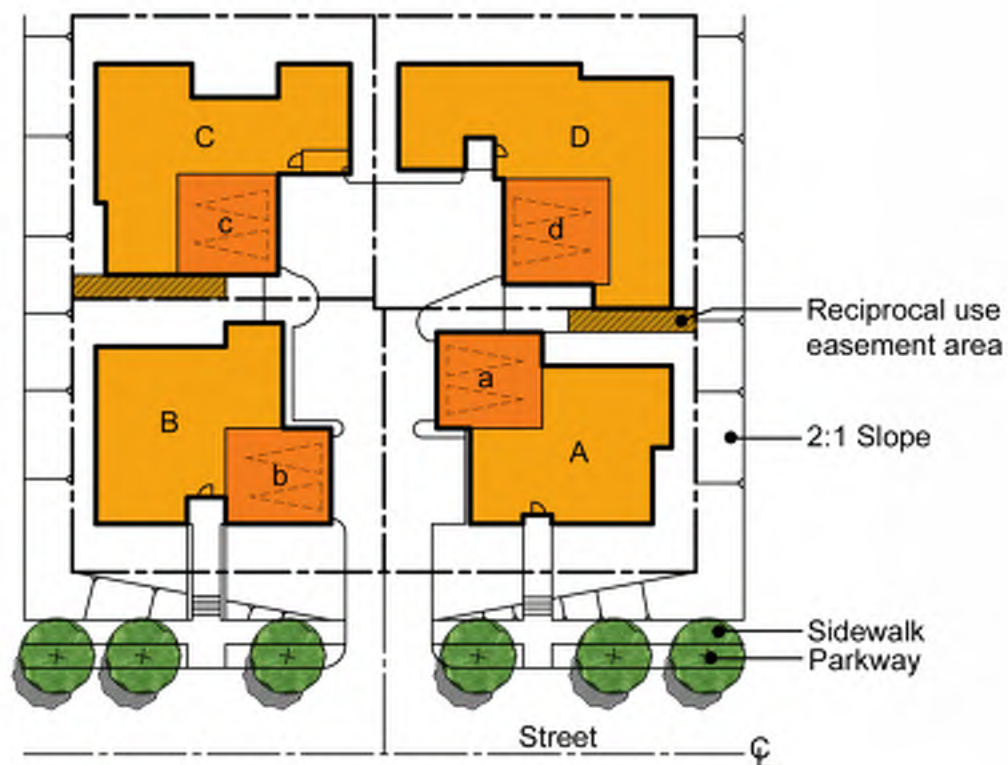 C
D
c
d
Reciprocal use
easement area
a
B
A
2:1 Slope
b
Sidewalk
Parkway
Street
℄